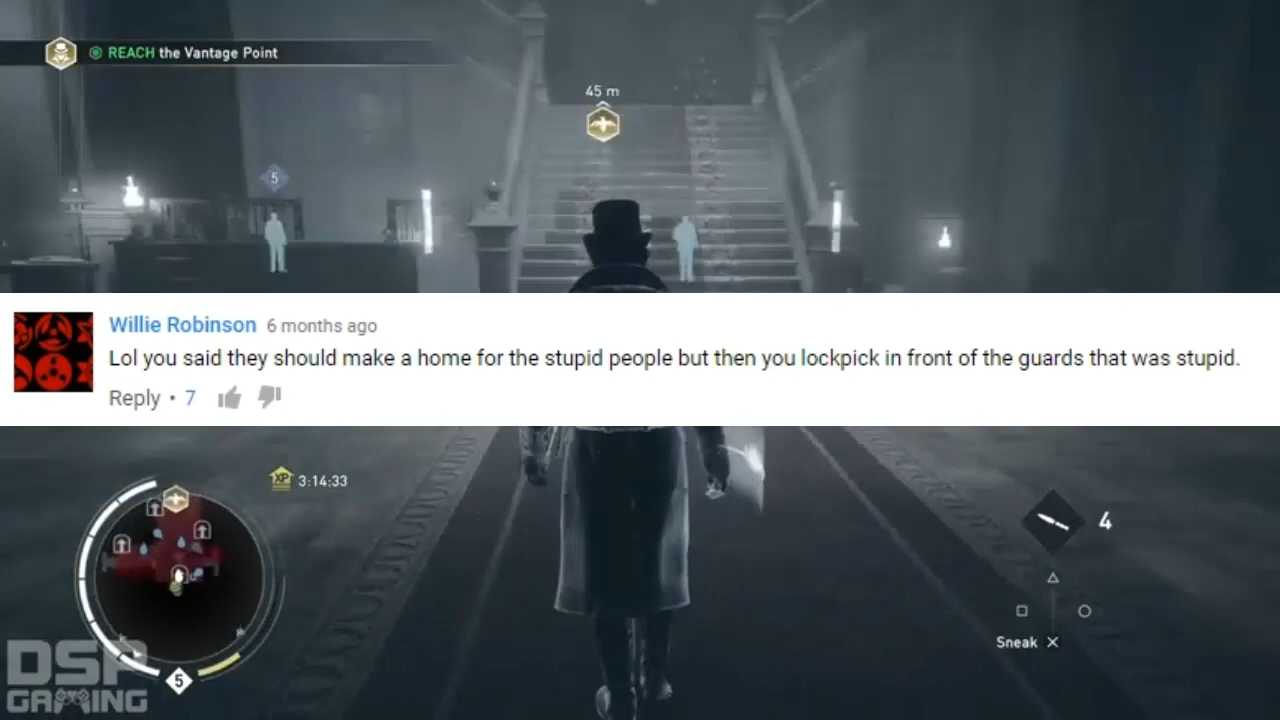 REACH the Vantage Point
45 m
5
Willie Robinson 6 months ago
Lol you said they should make a home for the stupid people but then you lockpick in front of the guards that was stupid.
Reply • 7
XP 3:14:33
4
Sneak
5
DSP
GAMING